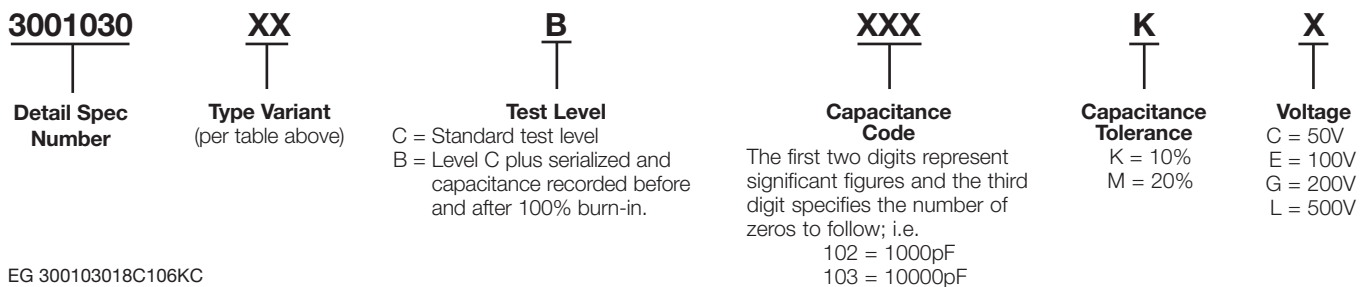 3001030 XX B XXX K X
Detail Spec
Number
Type Variant
(per table above)
Test Level
C = Standard test level
B = Level C plus serialized and
capacitance recorded before
and after 100% burn-in.
Capacitance
Code
The first two digits represent
significant figures and the third
digit specifies the number of
zeros to follow; i.e.
102 = 1000pF
103 = 10000pF
Capacitance
Tolerance
K = 10%
M = 20%
Voltage
C = 50V
E = 100V
G = 200V
L = 500V
EG 300103018C106KC